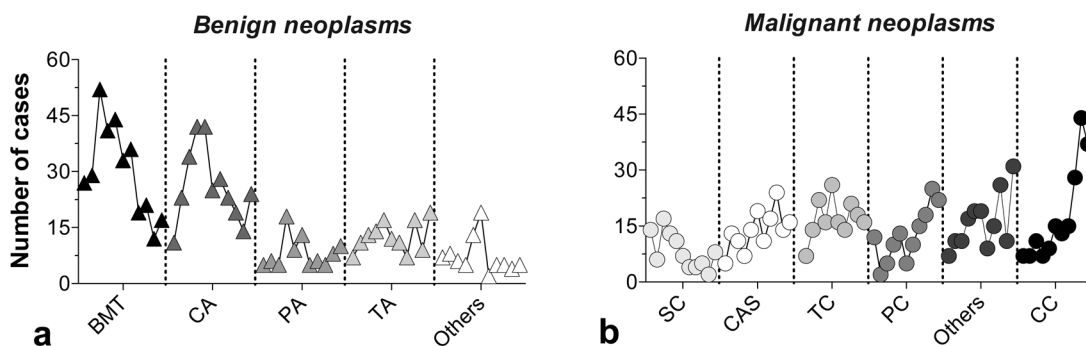 Benign neoplasms
Number of cases
60
45
30
15
0
BMT
CA
PA
TA
Others
a
Malignant neoplasms
60
45
30
15
0
SC
CAS
TC
PC
Others
CC
b